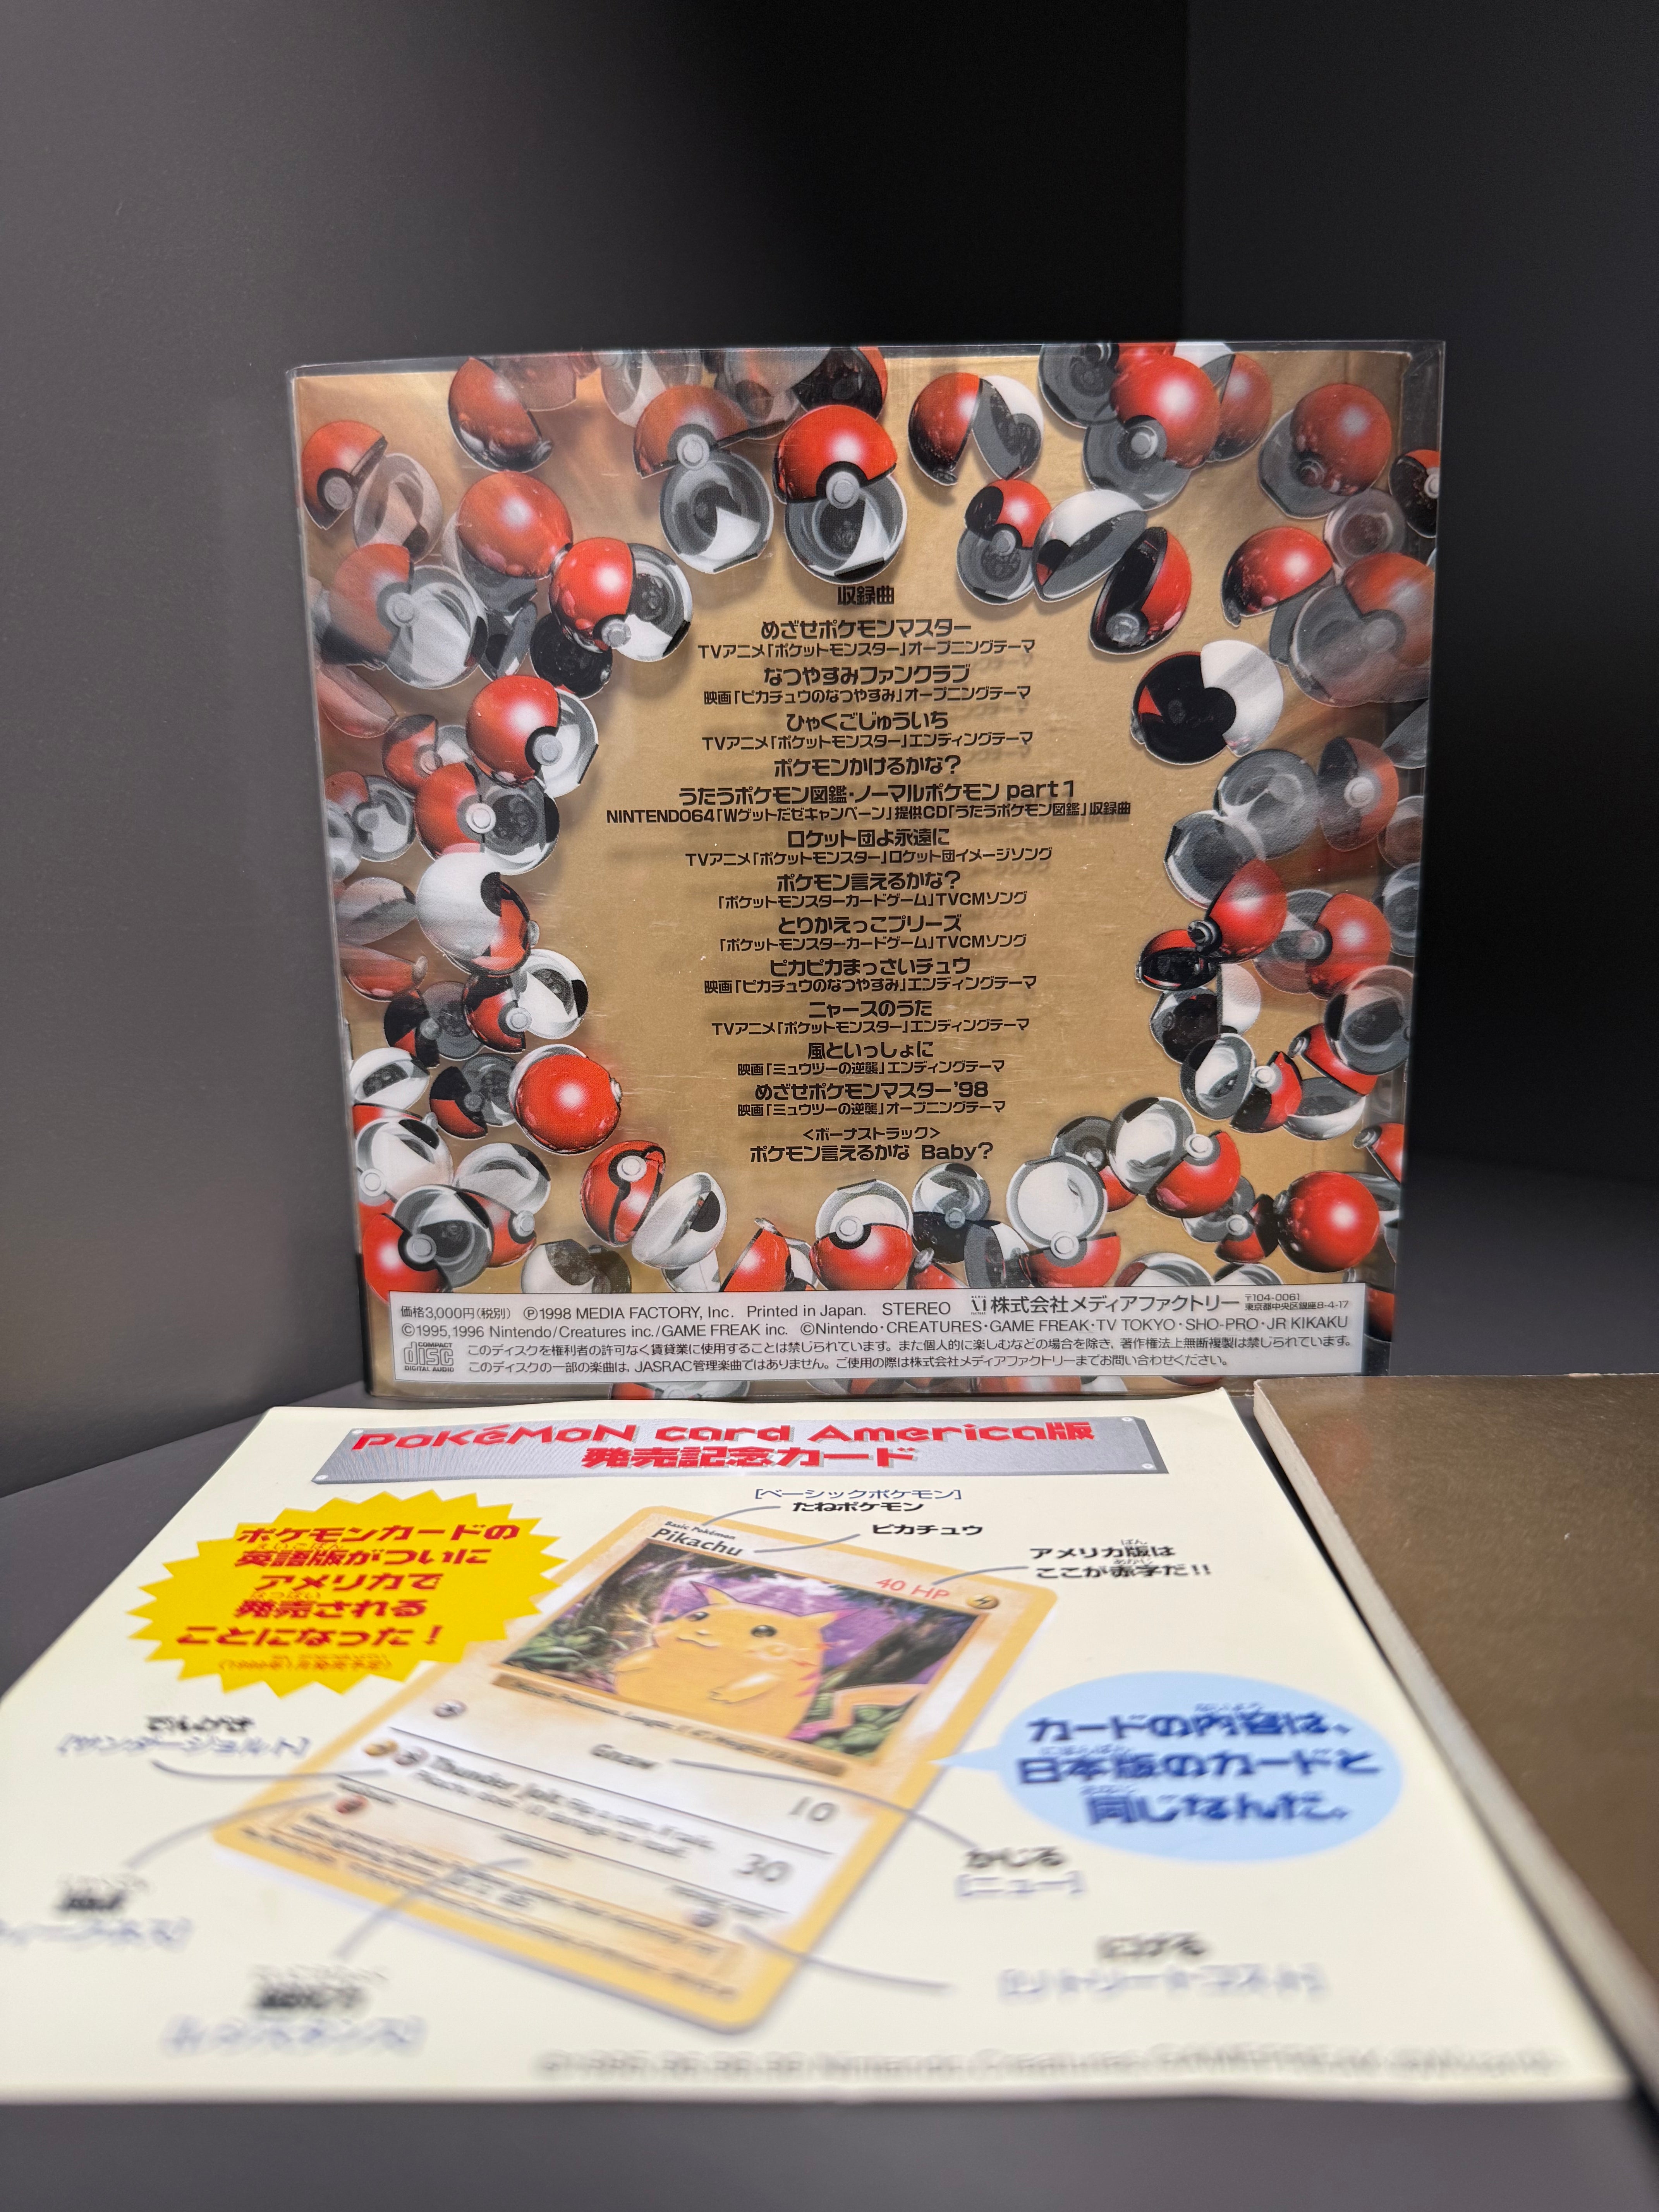 収録曲
めざせポケモンマスター
TVアニメ「ポケットモンスター」オープニングテーマ
なつやすみファンクラブ
映画「ピカチュウのなつやすみ」オープニングテーマ
ひゃくごじゅういち
TVアニメ「ポケットモンスター」エンディングテーマ
ポケモンかけるかな?
うたうポケモン図鑑・ノーマルポケモン part 1
NINTENDO64「Wゲットだぜキャンペーン」提供CD「うたうポケモン図鑑」収録曲
ロケット団よ永遠に
TVアニメ「ポケットモンスター」ロケット団イメージソング
ポケモン言えるかな?
「ポケットモンスターカードゲーム」TVCMソング
とりかえっこプリーズ
「ポケットモンスターカードゲーム」TVCMソング
ピカピカまっさいチュウ
映画「ピカチュウのなつやすみ」エンディングテーマ
ニャースのうた
TVアニメ「ポケットモンスター」エンディングテーマ
風といっしょに
映画「ミュウツーの逆襲」エンディングテーマ
めざせポケモンマスター'98
映画「ミュウツーの逆襲」オープニングテーマ
<ボーナストラック>
ポケモン言えるかな Baby?
価格3,000円(税別) Ⓟ1998 MEDIA FACTORY, Inc. Printed in Japan. STEREO 株式会社メディアファクトリー 〒104-0061 東京都中央区銀座8-4-17
©1995,1996 Nintendo/Creatures inc./GAME FREAK inc. ©Nintendo・CREATURES・GAME FREAK・TV TOKYO・SHO-PRO・JR KIKAKU
COMPACT disc DIGITAL AUDIO
このディスクを権利者の許可なく賃貸業に使用することは禁じられています。また個人的に楽しむなどの場合を除き、著作権法上無断複製は禁じられています。
このディスクの一部の楽曲は、JASRAC管理楽曲ではありません。ご使用の際は株式会社メディアファクトリーまでお問い合わせください。
PoKéMoN card America版
発売記念カード
[ベーシックポケモン]
たねポケモン
ピカチュウ
アメリカ版は
ここが赤字だ!!
ポケモンカードの
英語版がついに
アメリカで
発売される
ことになった!
Basic Pokémon
Pikachu
40 HP
カードの内容は、
日本版のカードと
同じなんだ。
でんげき
[サンダージョルト]
Gnaw
10
Thunder Jolt
30
かじる
[ニュー]
にげる
[リトリートコスト]